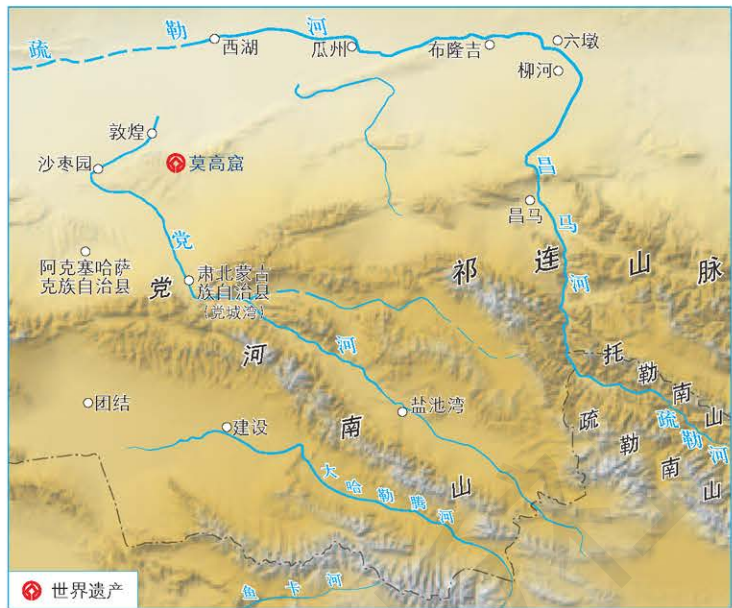 疏勒河
西湖
瓜州
布隆吉
六墩
柳河
敦煌
沙枣园
莫高窟
昌马
昌马河
党河
阿克塞哈萨
克族自治县
肃北蒙古
族自治县
(党城湾)
祁连山脉
党河南山
托勒南山
疏勒南山
疏勒河
团结
建设
盐池湾
大哈勒腾河
鱼卡河
世界遗产